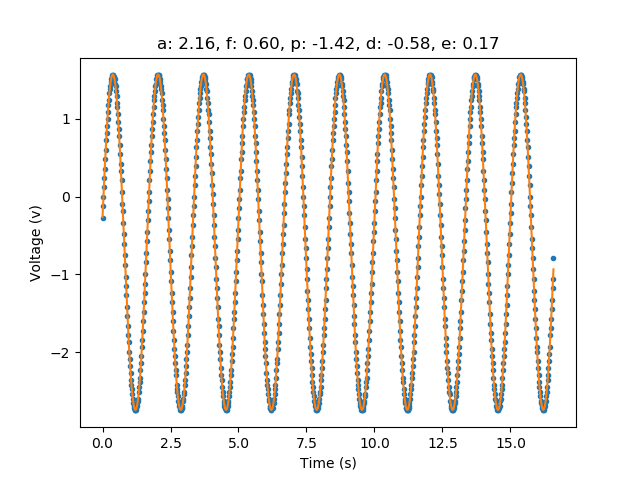 a: 2.16, f: 0.60, p: -1.42, d: -0.58, e: 0.17
1
0
−1
−2
Voltage (v)
0.0 2.5 5.0 7.5 10.0 12.5 15.0
Time (s)